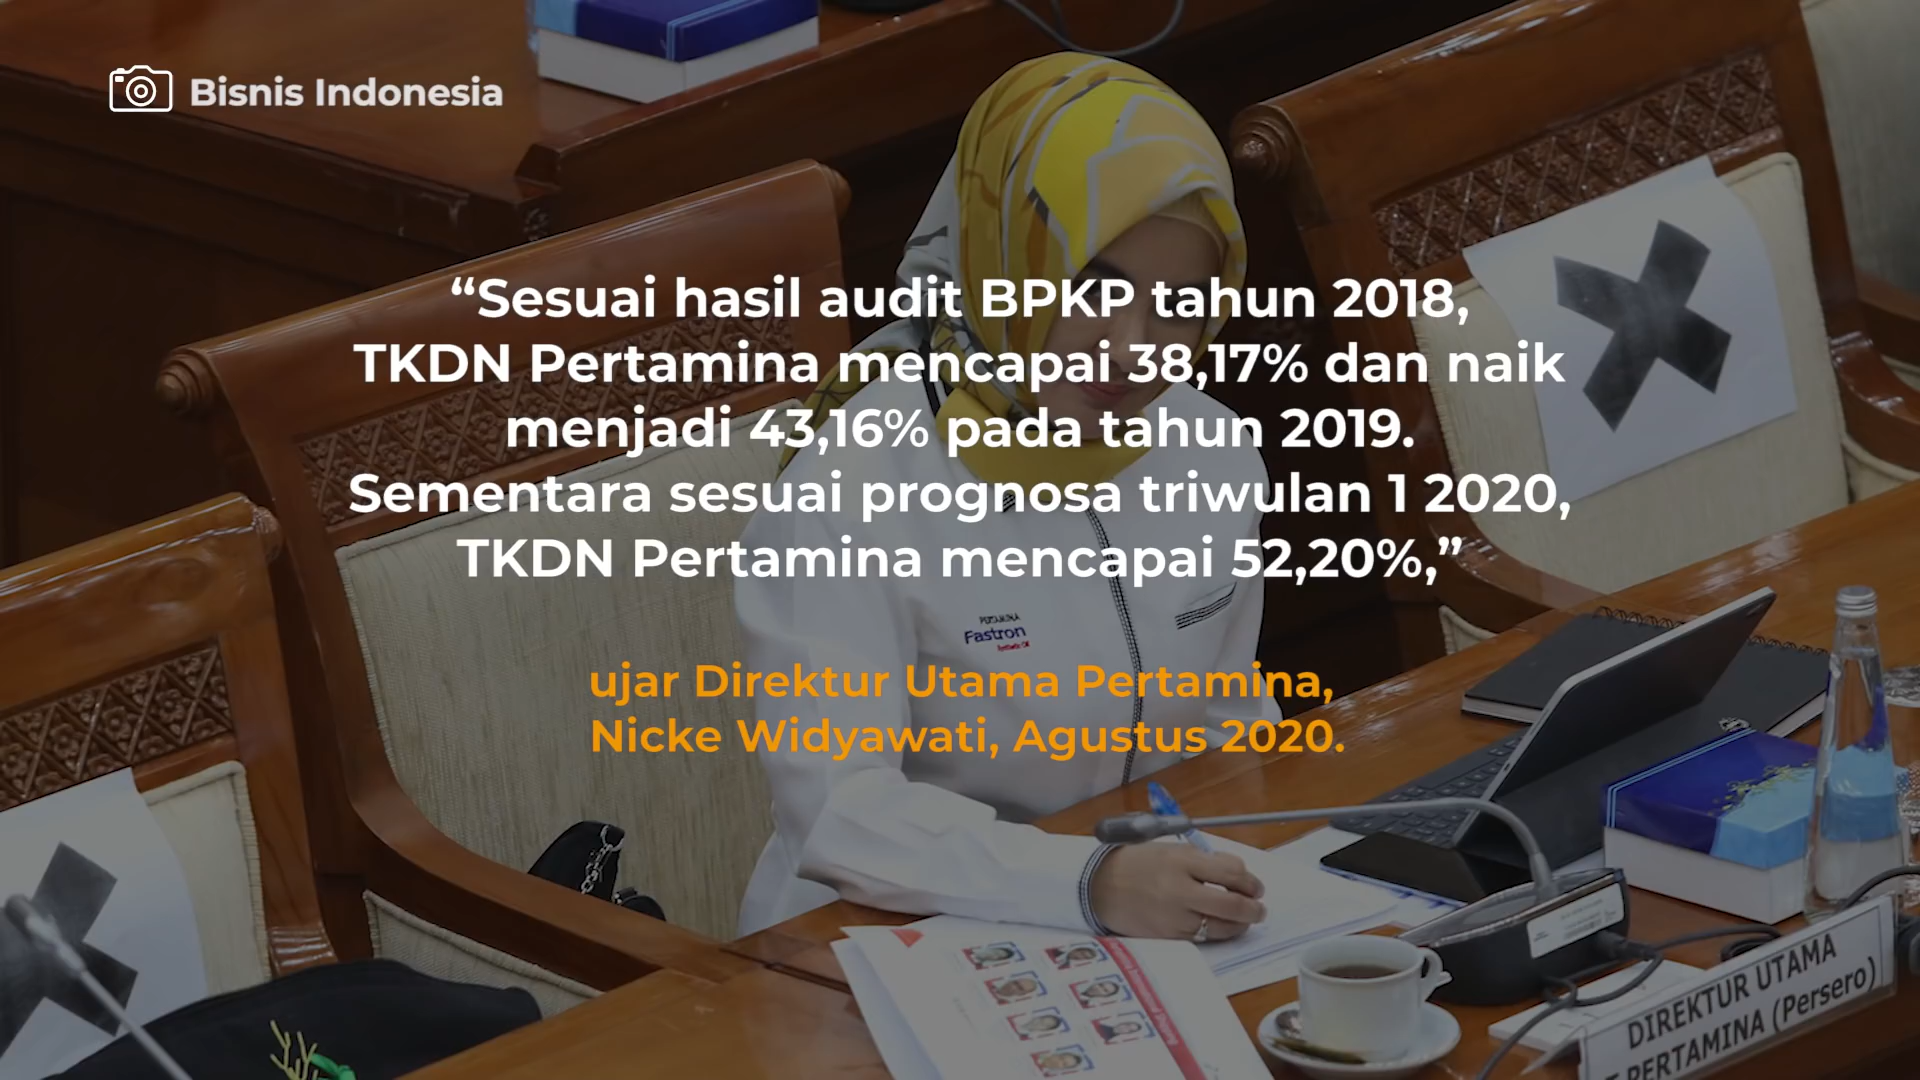 Bisnis Indonesia
“Sesuai hasil audit BPKP tahun 2018,
TKDN Pertamina mencapai 38,17% dan naik
menjadi 43,16% pada tahun 2019.
Sementara sesuai prognosa triwulan 1 2020,
TKDN Pertamina mencapai 52,20%,”
PERTAMINA
Fastron
ujar Direktur Utama Pertamina,
Nicke Widyawati, Agustus 2020.
DIREKTUR UTAMA
PERTAMINA (Persero)